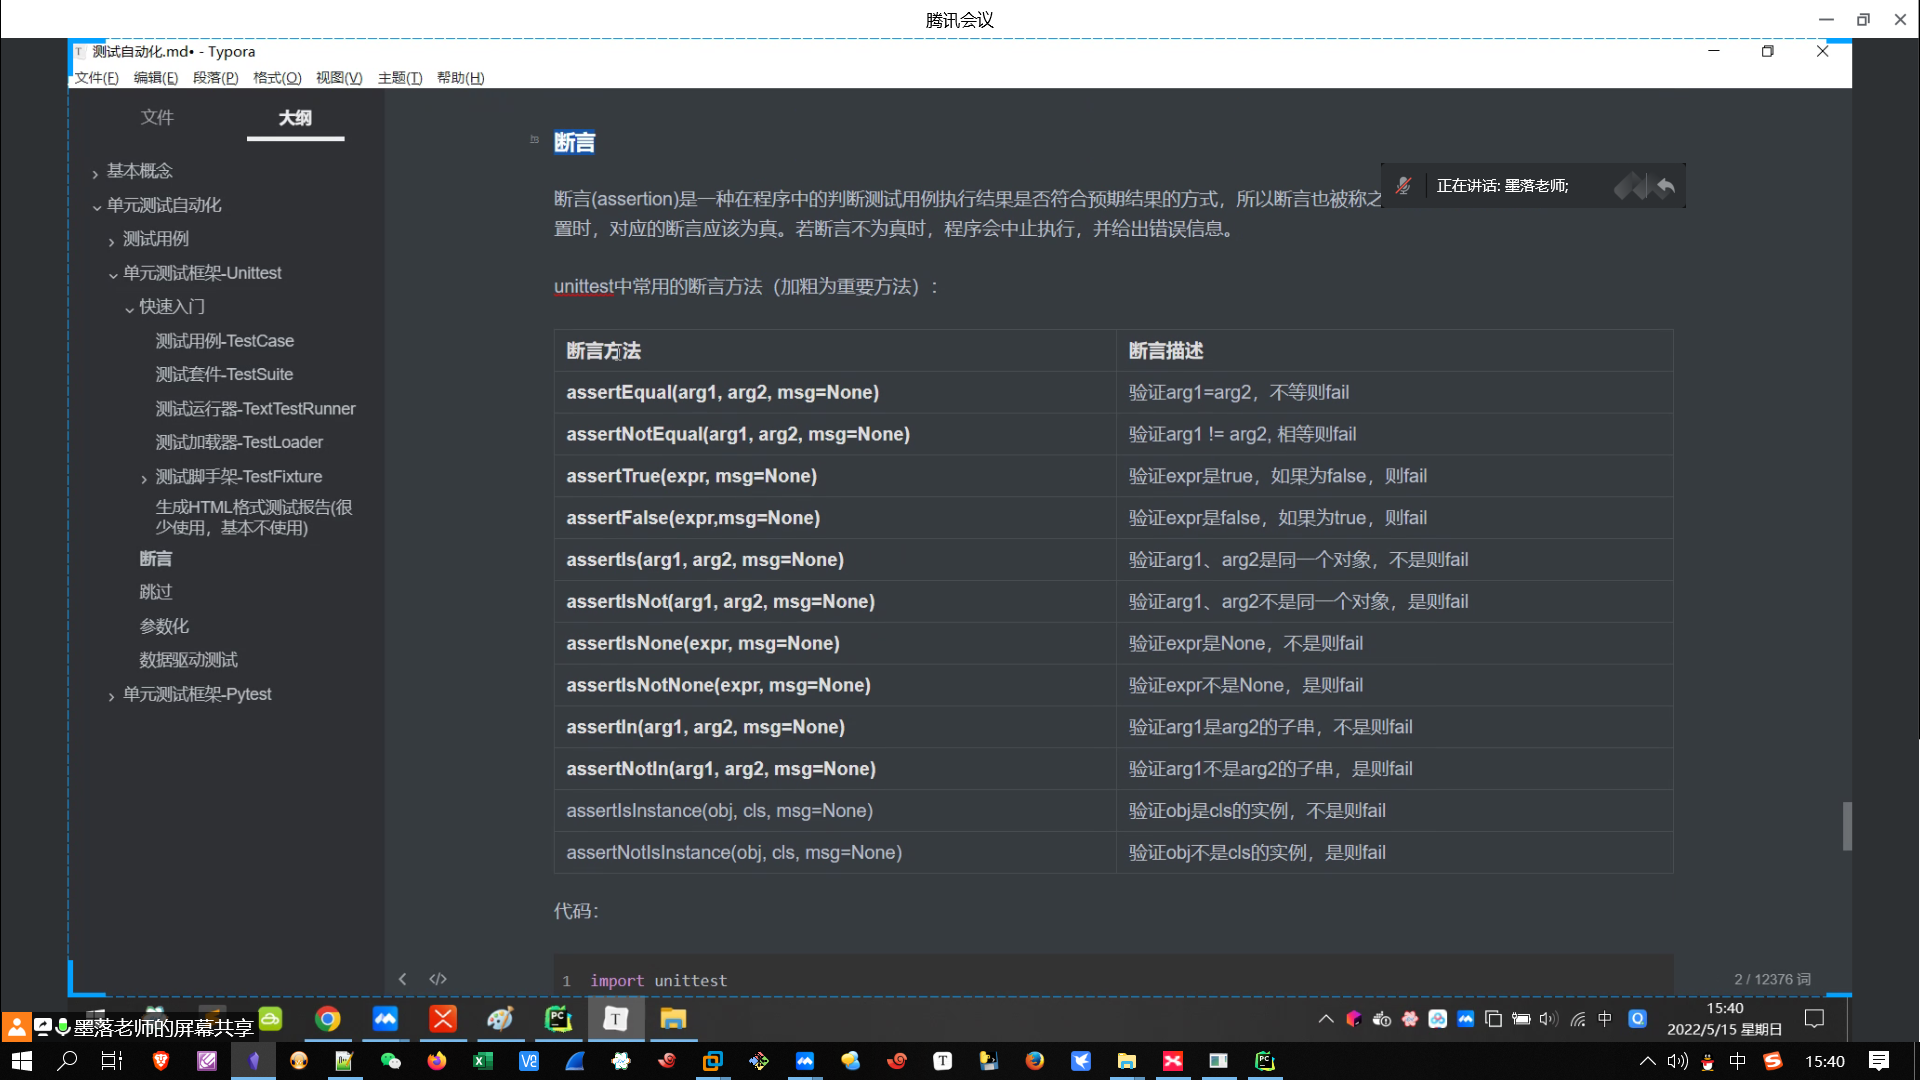 腾讯会议
测试自动化.md• - Typora
文件(F) 编辑(E) 段落(P) 格式(O) 视图(V) 主题(T) 帮助(H)
文件 大纲
基本概念
单元测试自动化
测试用例
单元测试框架-Unittest
快速入门
测试用例-TestCase
测试套件-TestSuite
测试运行器-TextTestRunner
测试加载器-TestLoader
测试脚手架-TestFixture
生成HTML格式测试报告(很
少使用，基本不使用)
断言
跳过
参数化
数据驱动测试
单元测试框架-Pytest
断言
断言(assertion)是一种在程序中的判断测试用例执行结果是否符合预期结果的方式，所以断言也被称之
置时，对应的断言应该为真。若断言不为真时，程序会中止执行，并给出错误信息。
正在讲话: 墨落老师;
unittest中常用的断言方法（加粗为重要方法）：
断言方法 断言描述
assertEqual(arg1, arg2, msg=None) 验证arg1=arg2，不等则fail
assertNotEqual(arg1, arg2, msg=None) 验证arg1 != arg2, 相等则fail
assertTrue(expr, msg=None) 验证expr是true，如果为false，则fail
assertFalse(expr,msg=None) 验证expr是false，如果为true，则fail
assertIs(arg1, arg2, msg=None) 验证arg1、arg2是同一个对象，不是则fail
assertIsNot(arg1, arg2, msg=None) 验证arg1、arg2不是同一个对象，是则fail
assertIsNone(expr, msg=None) 验证expr是None，不是则fail
assertIsNotNone(expr, msg=None) 验证expr不是None，是则fail
assertIn(arg1, arg2, msg=None) 验证arg1是arg2的子串，不是则fail
assertNotIn(arg1, arg2, msg=None) 验证arg1不是arg2的子串，是则fail
assertIsInstance(obj, cls, msg=None) 验证obj是cls的实例，不是则fail
assertNotIsInstance(obj, cls, msg=None) 验证obj不是cls的实例，是则fail
代码：
1 import unittest
2 / 12376 词
墨落老师的屏幕共享
中
15:40
2022/5/15 星期日
中
15:40